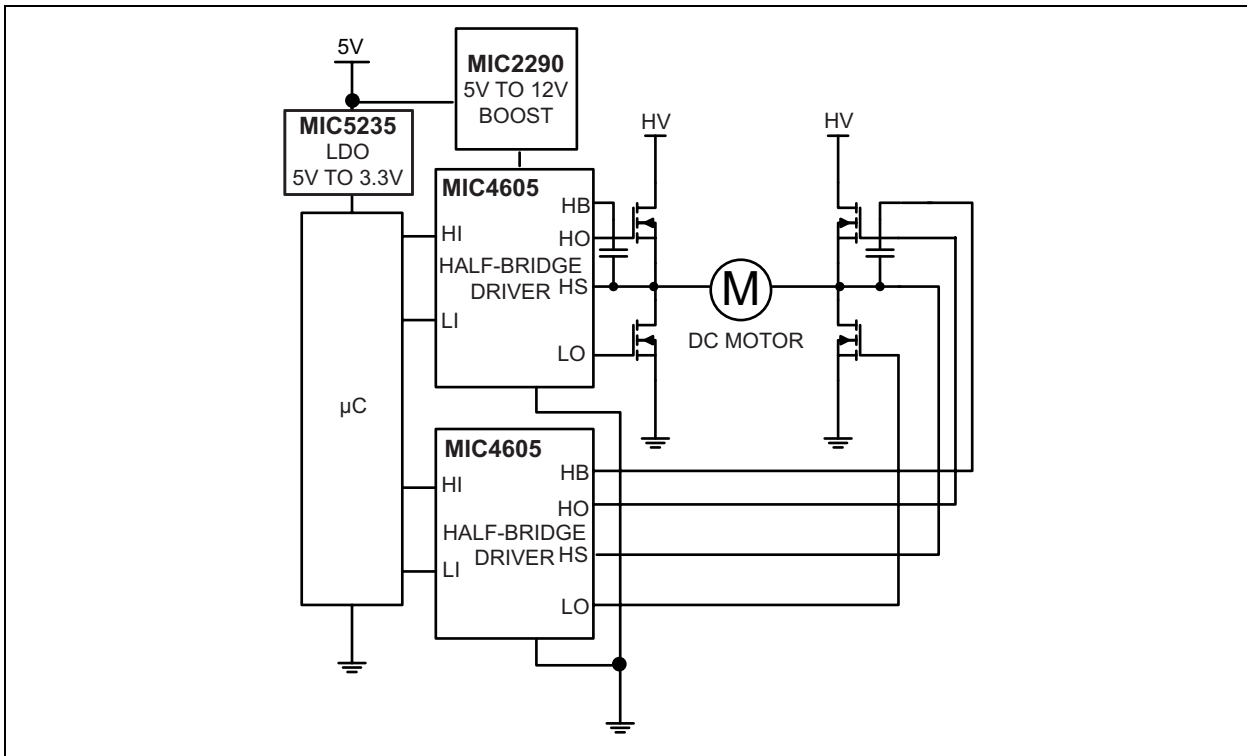 5V
MIC2290
5V TO 12V
BOOST
MIC5235
LDO
5V TO 3.3V
HV
HV
MIC4605
HB
HI
HO
HALF-BRIDGE
DRIVER
HS
LI
LO
M
DC MOTOR
µC
MIC4605
HB
HI
HO
HALF-BRIDGE
DRIVER
HS
LI
LO